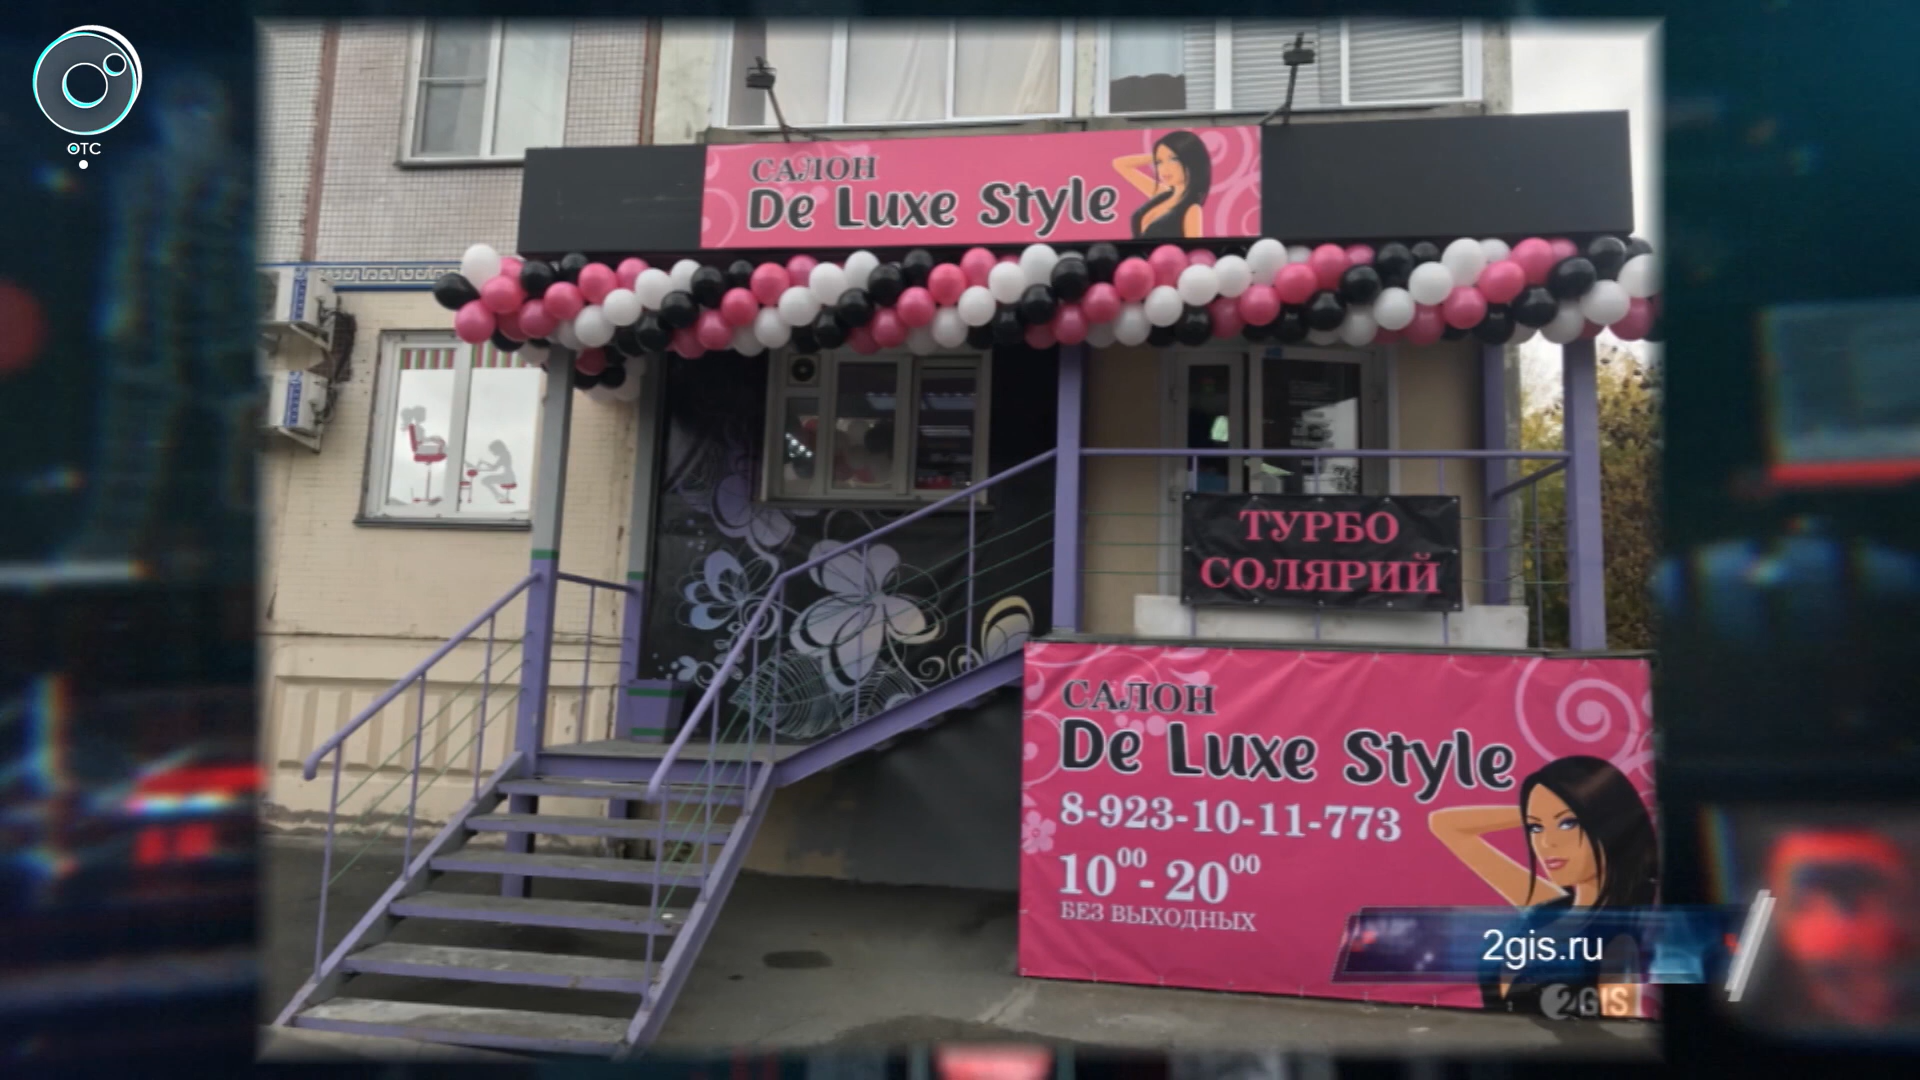 ОТС
САЛОН
De Luxe Style
ТУРБО
СОЛЯРИЙ
САЛОН
De Luxe Style
8-923-10-11-773
10⁰⁰-20⁰⁰
БЕЗ ВЫХОДНЫХ
2gis.ru
2GIS